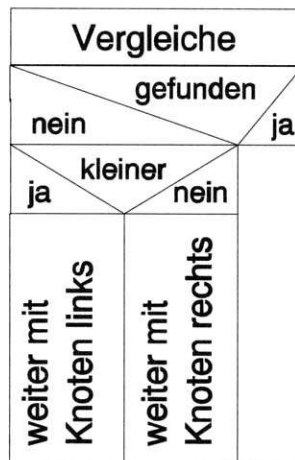 Vergleiche
gefunden
nein
ja
kleiner
ja
nein
weiter mit
Knoten links
weiter mit
Knoten rechts